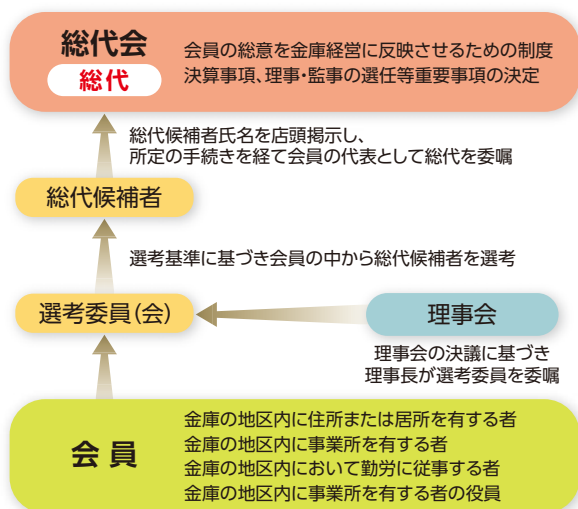 総代会
総代
会員の総意を金庫経営に反映させるための制度
決算事項、理事・監事の選任等重要事項の決定
総代候補者氏名を店頭掲示し、
所定の手続きを経て会員の代表として総代を委嘱
総代候補者
選考基準に基づき会員の中から総代候補者を選考
選考委員(会)
理事会
理事会の決議に基づき
理事長が選考委員を委嘱
会員
金庫の地区内に住所または居所を有する者
金庫の地区内に事業所を有する者
金庫の地区内において勤労に従事する者
金庫の地区内に事業所を有する者の役員